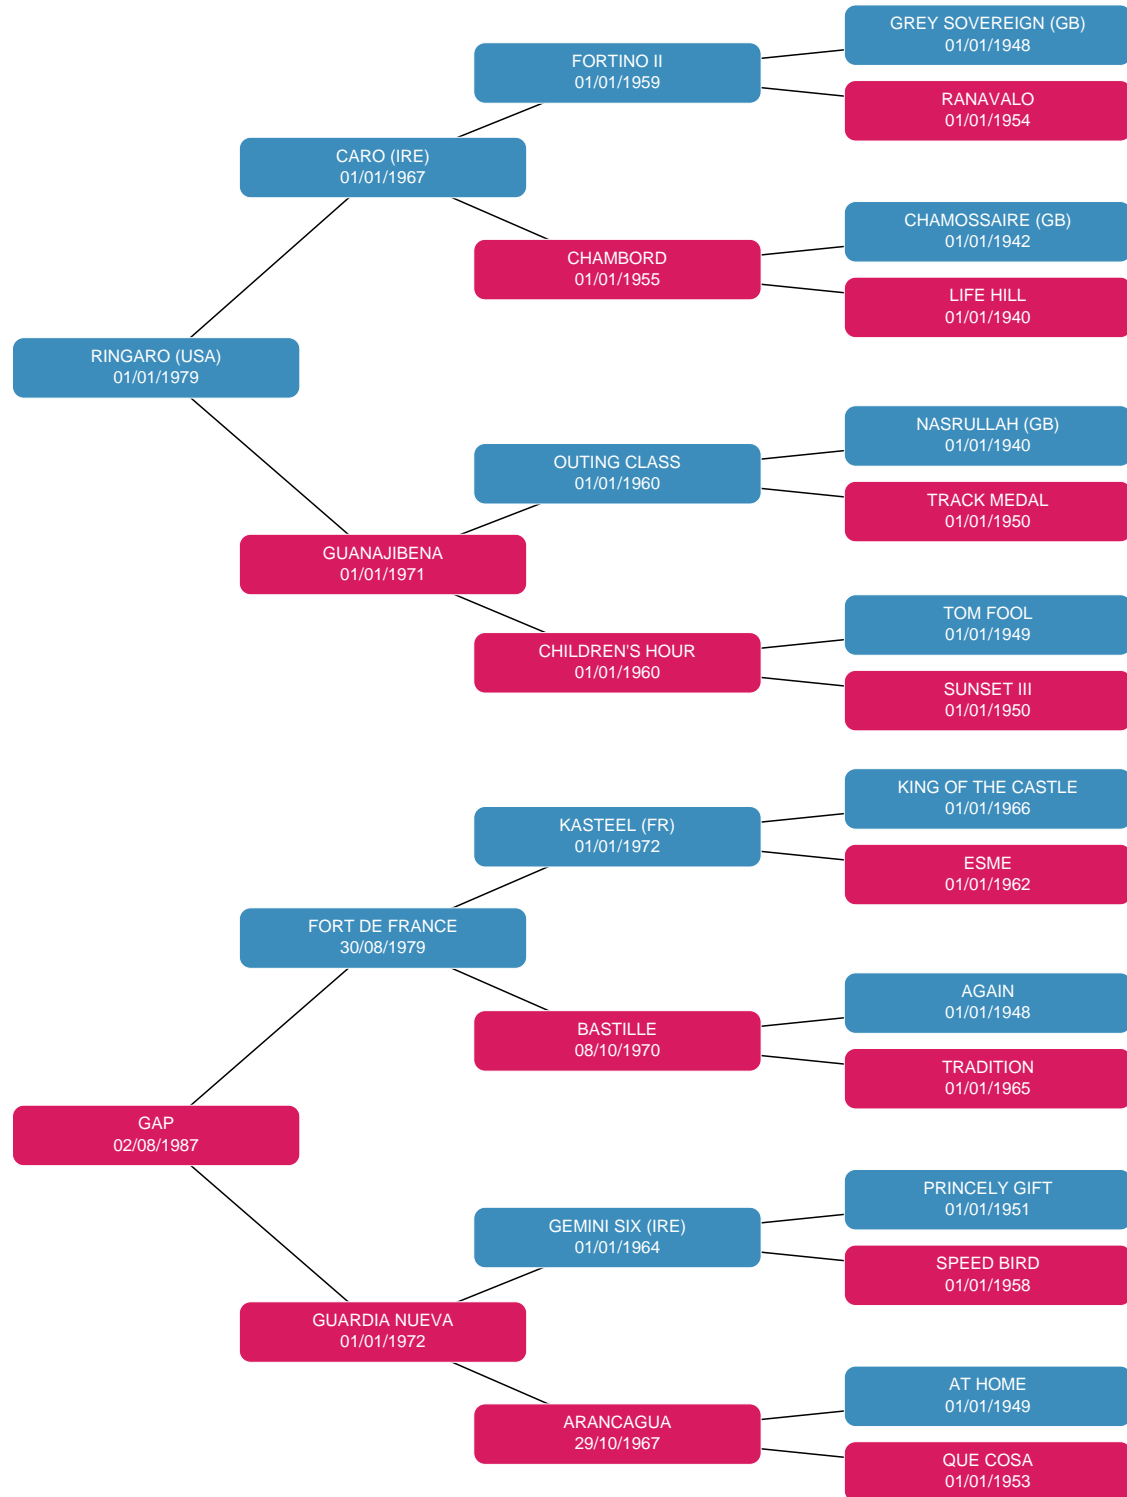 GREY SOVEREIGN (GB)
01/01/1948
FORTINO II
01/01/1959
RANAVALO
01/01/1954
CARO (IRE)
01/01/1967
CHAMOSSAIRE (GB)
01/01/1942
CHAMBORD
01/01/1955
LIFE HILL
01/01/1940
RINGARO (USA)
01/01/1979
NASRULLAH (GB)
01/01/1940
OUTING CLASS
01/01/1960
TRACK MEDAL
01/01/1950
GUANAJIBENA
01/01/1971
TOM FOOL
01/01/1949
CHILDREN'S HOUR
01/01/1960
SUNSET III
01/01/1950
KING OF THE CASTLE
01/01/1966
KASTEEL (FR)
01/01/1972
ESME
01/01/1962
FORT DE FRANCE
30/08/1979
AGAIN
01/01/1948
BASTILLE
08/10/1970
TRADITION
01/01/1965
GAP
02/08/1987
PRINCELY GIFT
01/01/1951
GEMINI SIX (IRE)
01/01/1964
SPEED BIRD
01/01/1958
GUARDIA NUEVA
01/01/1972
AT HOME
01/01/1949
ARANCAGUA
29/10/1967
QUE COSA
01/01/1953